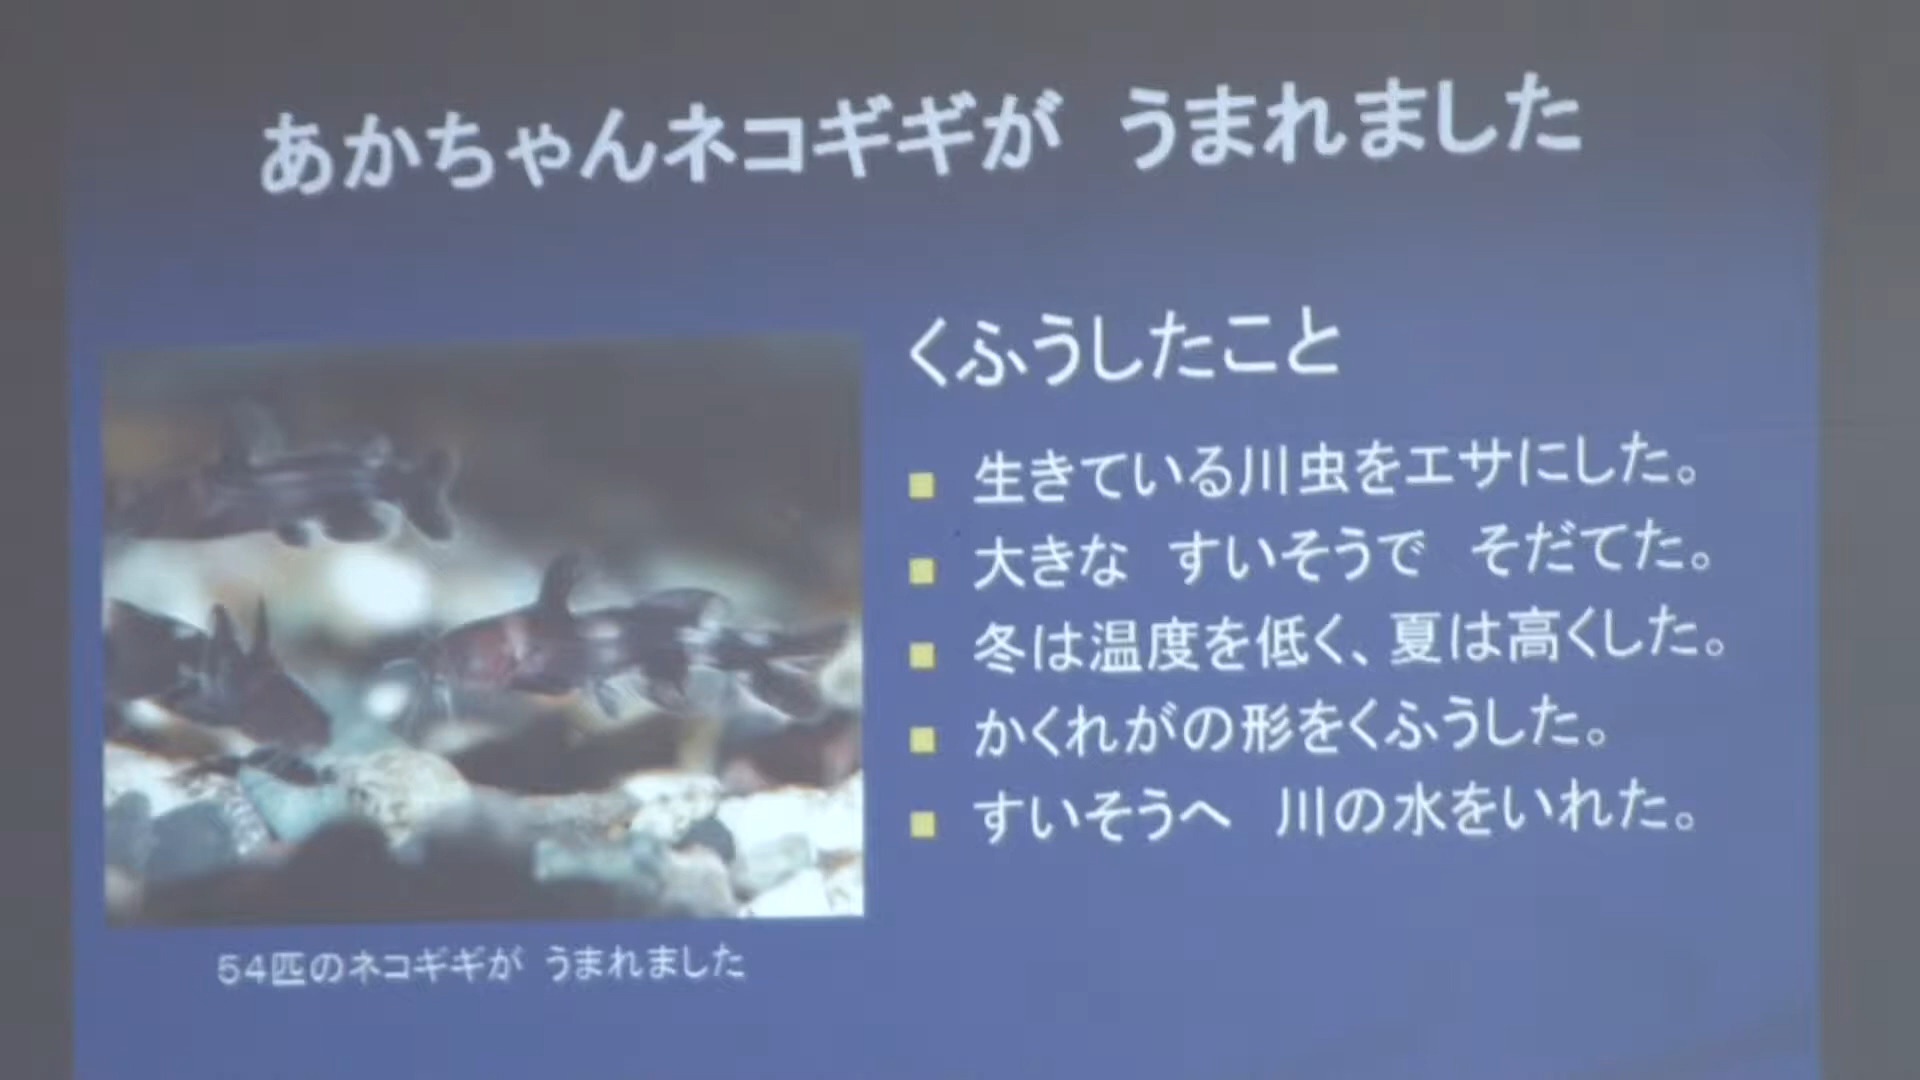 あかちゃんネコギギが　うまれました
くふうしたこと
生きている川虫をエサにした。
大きな　すいそうで　そだてた。
冬は温度を低く、夏は高くした。
かくれがの形をくふうした。
すいそうへ　川の水をいれた。
54匹のネコギギが　うまれました